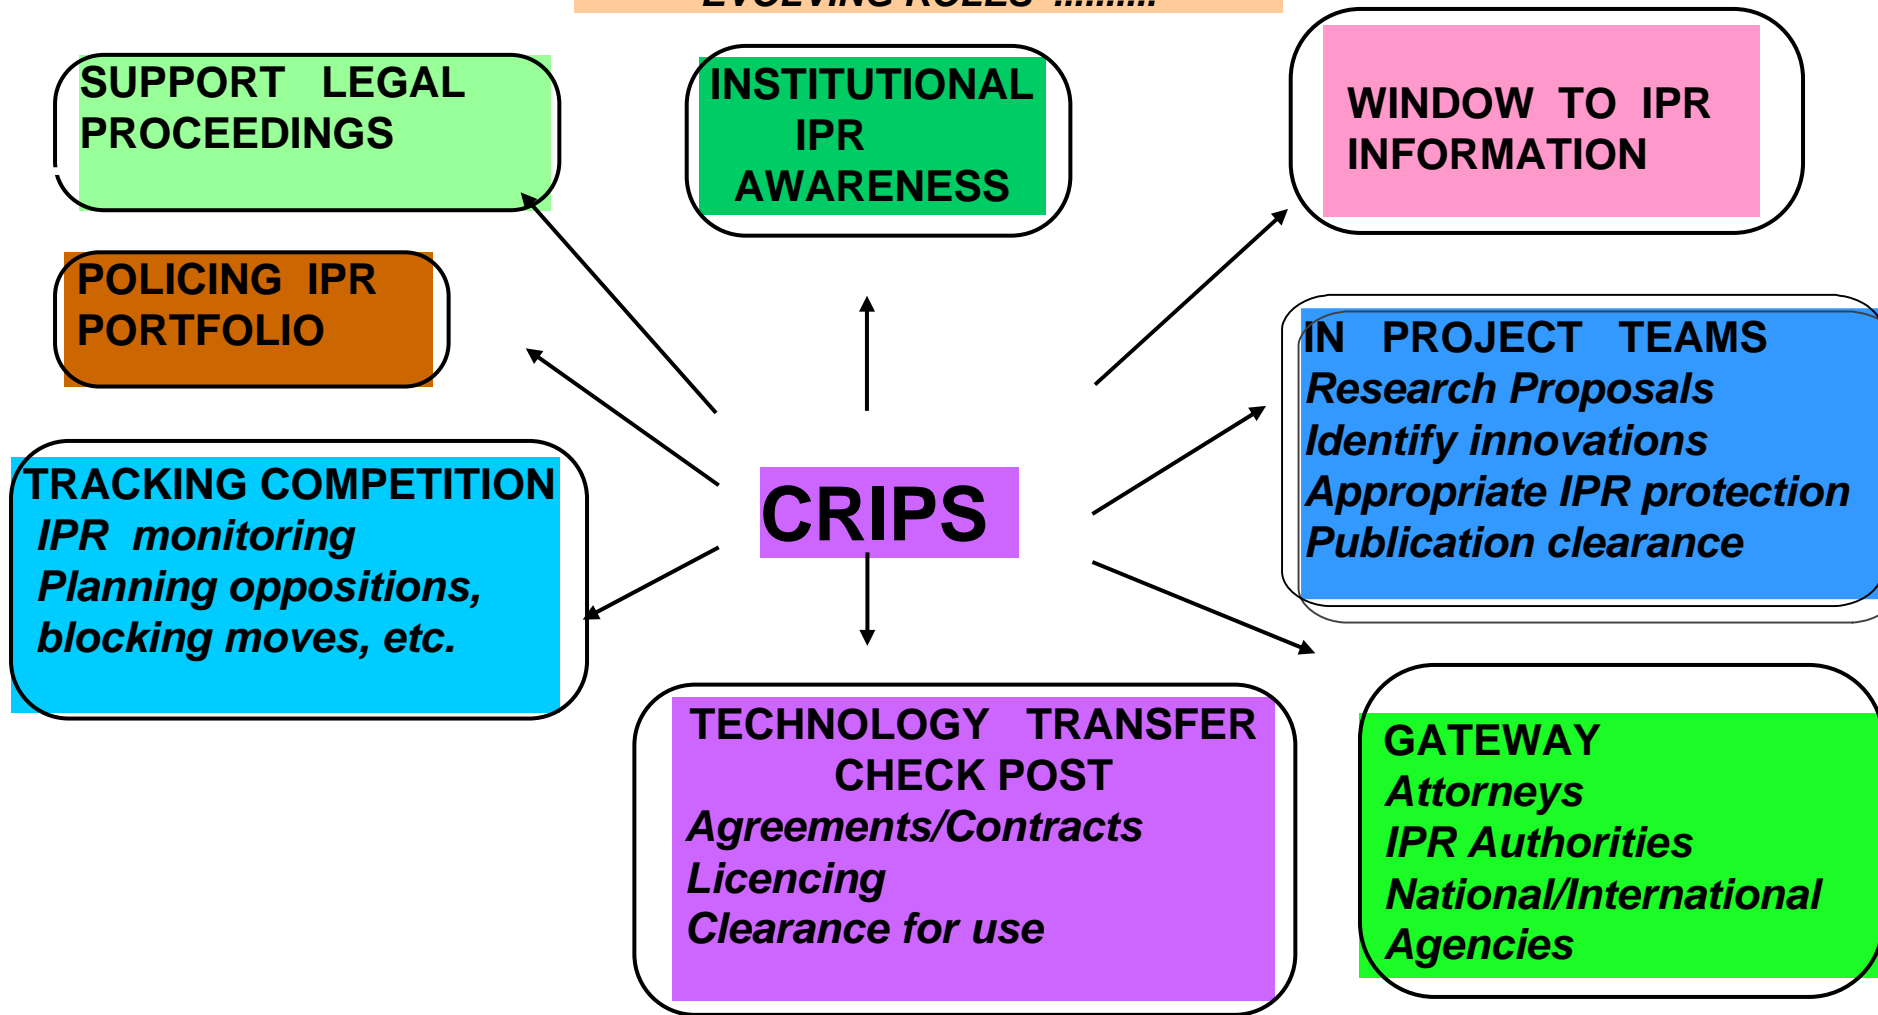 EVOLVING ROLES ..........
SUPPORT LEGAL
PROCEEDINGS
INSTITUTIONAL
IPR
AWARENESS
WINDOW TO IPR
INFORMATION
POLICING IPR
PORTFOLIO
IN PROJECT TEAMS
Research Proposals
Identify innovations
Appropriate IPR protection
Publication clearance
TRACKING COMPETITION
IPR monitoring
Planning oppositions,
blocking moves, etc.
CRIPS
TECHNOLOGY TRANSFER
CHECK POST
Agreements/Contracts
Licencing
Clearance for use
GATEWAY
Attorneys
IPR Authorities
National/International
Agencies